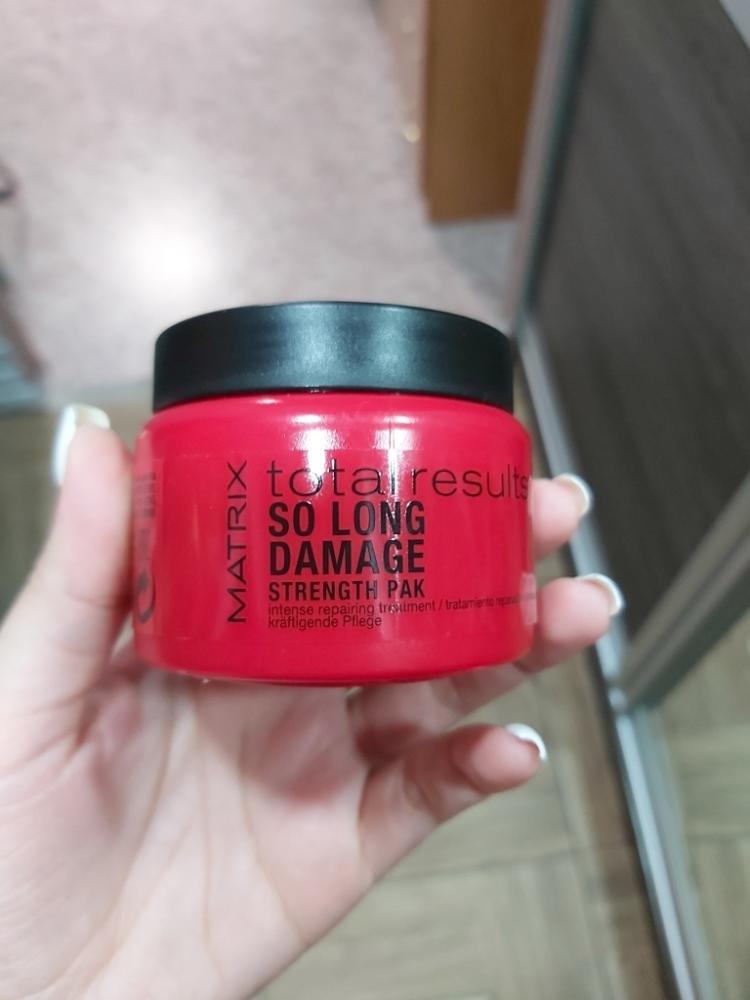 MATRIX
total results
SO LONG
DAMAGE
STRENGTH PAK
intense repairing treatment / tratamiento
kräftigende Pflege